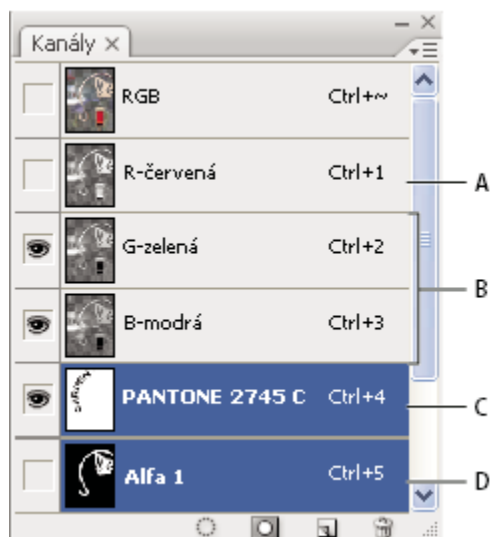 Kanály
RGB Ctrl+~
R-červená Ctrl+1
A
G-zelená Ctrl+2
B
B-modrá Ctrl+3
PANTONE 2745 C Ctrl+4
C
Alfa 1 Ctrl+5
D